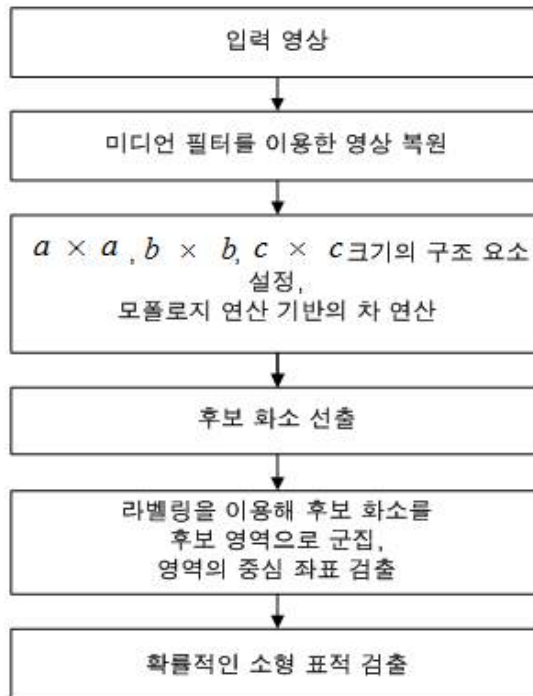 입력 영상
미디언 필터를 이용한 영상 복원
a × a , b × b, c × c크기의 구조 요소
설정,
모폴로지 연산 기반의 차 연산
후보 화소 선출
라벨링을 이용해 후보 화소를
후보 영역으로 군집,
영역의 중심 좌표 검출
확률적인 소형 표적 검출